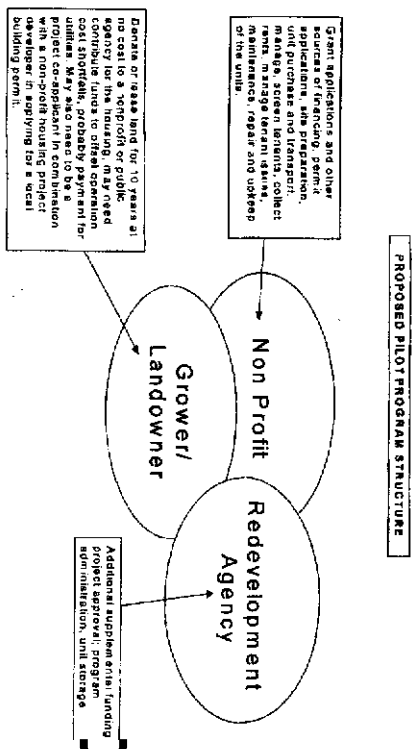 PROPOSED PILOT PROGRAM STRUCTURE
Grant applications and other
sources of financing, permit
applications, site preparation,
unit purchase and transport,
manage, screen tenants, collect
rents, manage tenant issues,
maintenance, repair and upkeep
of the units.
Non Profit
Donate or lease land for 10 years at
no cost to a nonprofit or public
agency for the housing, may need
contribute funds to offset operation
cost shortfalls, probably payment for
utilities. May also need to be a
project co-applicant in combination
with a non-profit housing project
developer in applying for a local
building permit.
Grower/
Landowner
Redevelopment
Agency
Additional supplemental funding
project approval; program
administration, unit storage